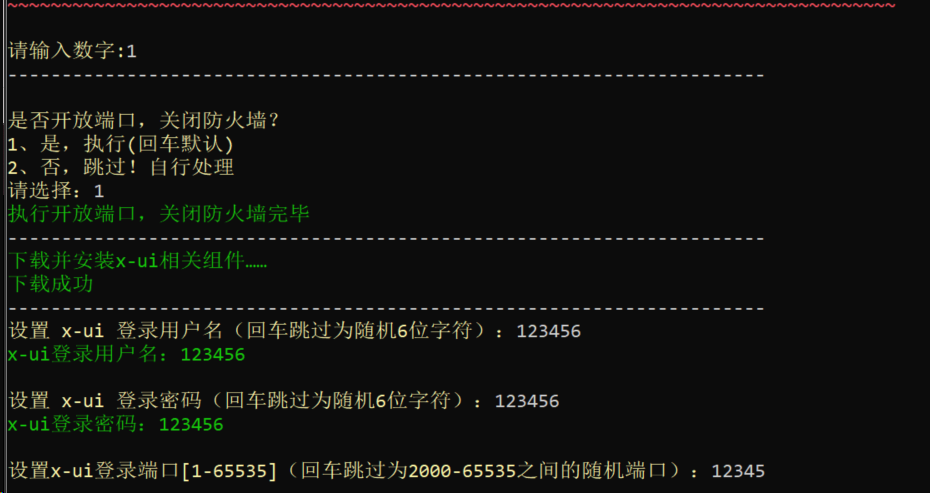 ~~~~~~~~~~~~~~~~~~~~~~~~~~~~~~~~~~~~~~~~~~~~~~~~~~~~~~~~~~~~~~~~~~~~~~~~~~~~~~~~~~
请输入数字:1
----------------------------------------------------------------------
是否开放端口，关闭防火墙？
1、是，执行(回车默认)
2、否，跳过！自行处理
请选择：1
执行开放端口，关闭防火墙完毕
----------------------------------------------------------------------
下载并安装x-ui相关组件……
下载成功
----------------------------------------------------------------------
设置 x-ui 登录用户名（回车跳过为随机6位字符）：123456
x-ui登录用户名：123456
设置 x-ui 登录密码（回车跳过为随机6位字符）：123456
x-ui登录密码：123456
设置x-ui登录端口[1-65535]（回车跳过为2000-65535之间的随机端口）：12345